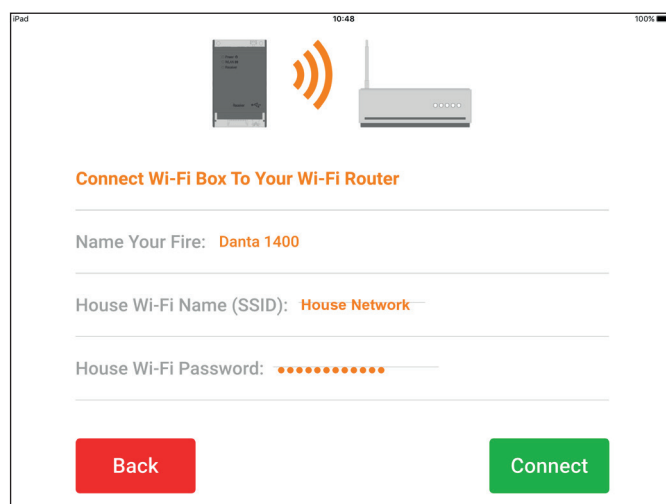 iPad 10:48 100%
Connect Wi-Fi Box To Your Wi-Fi Router
Name Your Fire: Danta 1400
House Wi-Fi Name (SSID): House Network
House Wi-Fi Password: ••••••••••••
Back Connect